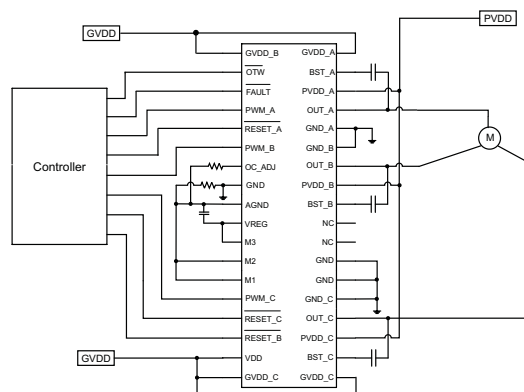 GVDD
PVDD
GVDD_B
GVDD_A
OTW
BST_A
FAULT
PVDD_A
PWM_A
OUT_A
RESET_A
GND_A
PWM_B
GND_B
OC_ADJ
OUT_B
GND
PVDD_B
AGND
BST_B
VREG
NC
M3
NC
M2
GND
M1
GND
PWM_C
GND_C
RESET_C
OUT_C
RESET_B
PVDD_C
VDD
BST_C
GVDD_C
GVDD_C
Controller
M
GVDD